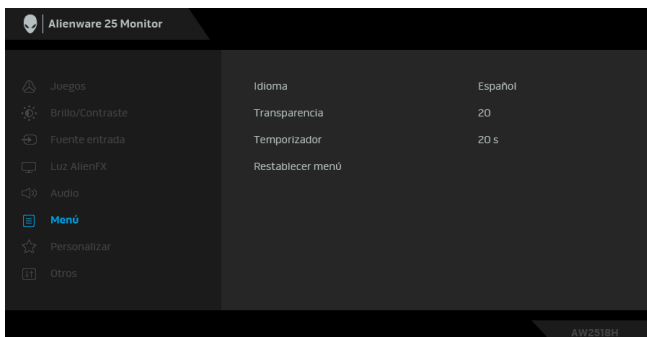 Alienware 25 Monitor
Juegos
Brillo/Contraste
Fuente entrada
Luz AlienFX
Audio
Menú
Personalizar
Otros
Idioma Español
Transparencia 20
Temporizador 20 s
Restablecer menú
AW2518H